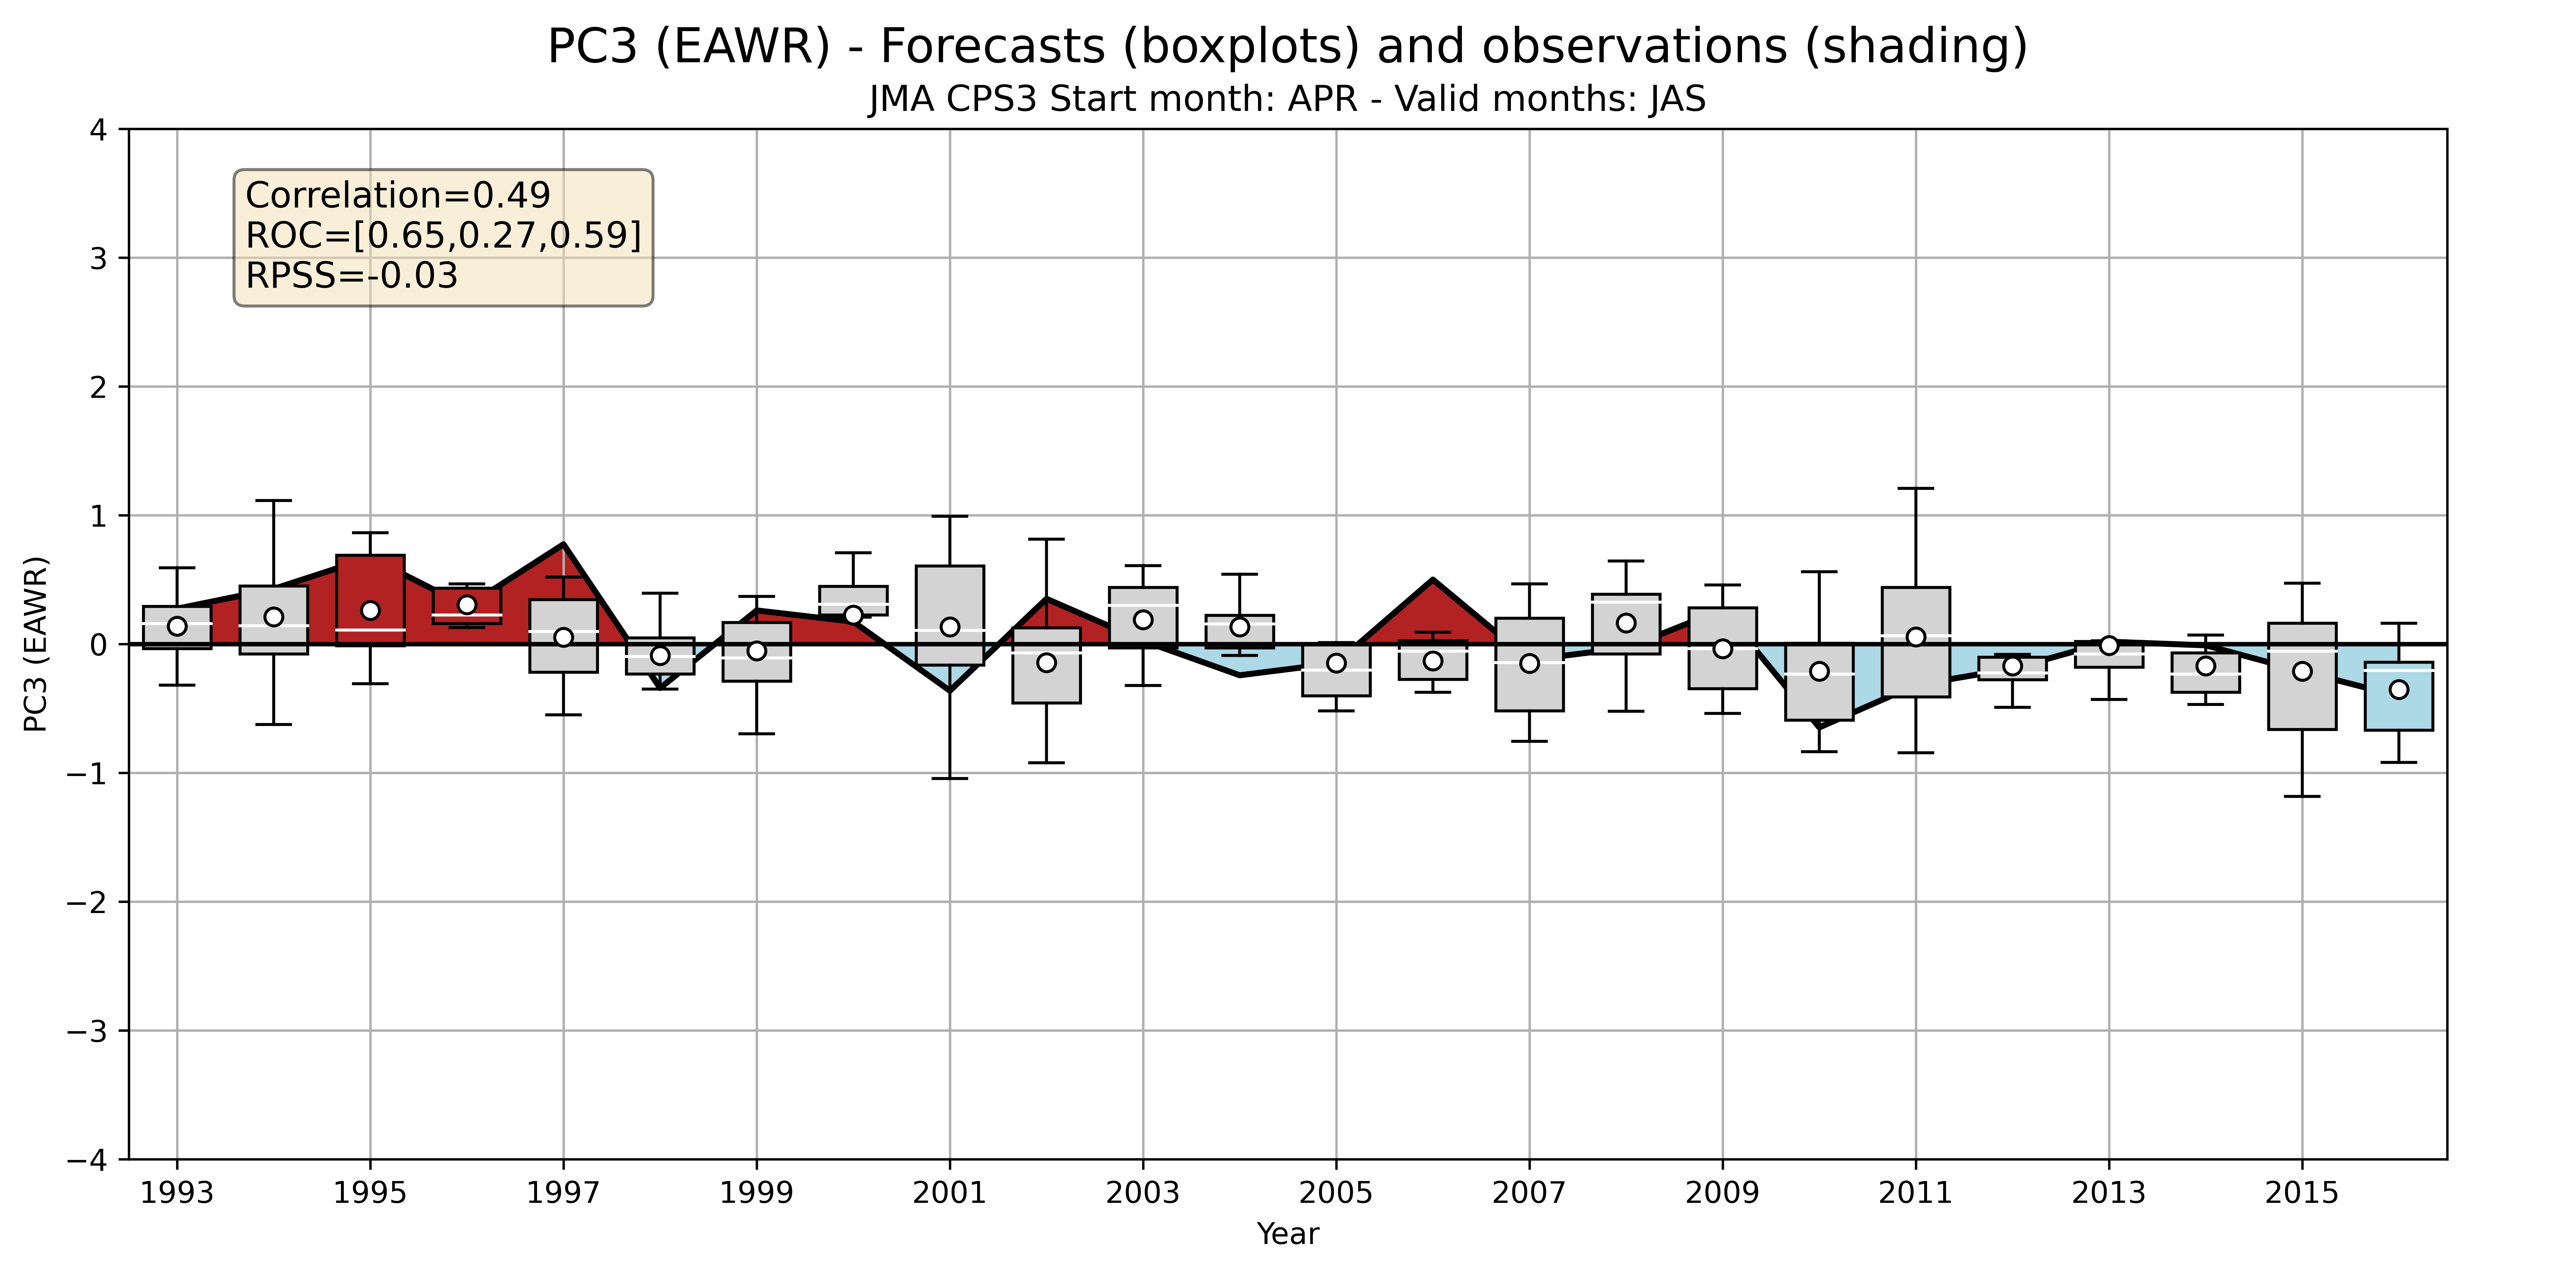 PC3 (EAWR) - Forecasts (boxplots) and observations (shading)
JMA CPS3 Start month: APR - Valid months: JAS
Correlation=0.49
ROC=[0.65,0.27,0.59]
RPSS=-0.03
PC3 (EAWR)
4
3
2
1
0
−1
−2
−3
−4
1993 1995 1997 1999 2001 2003 2005 2007 2009 2011 2013 2015
Year